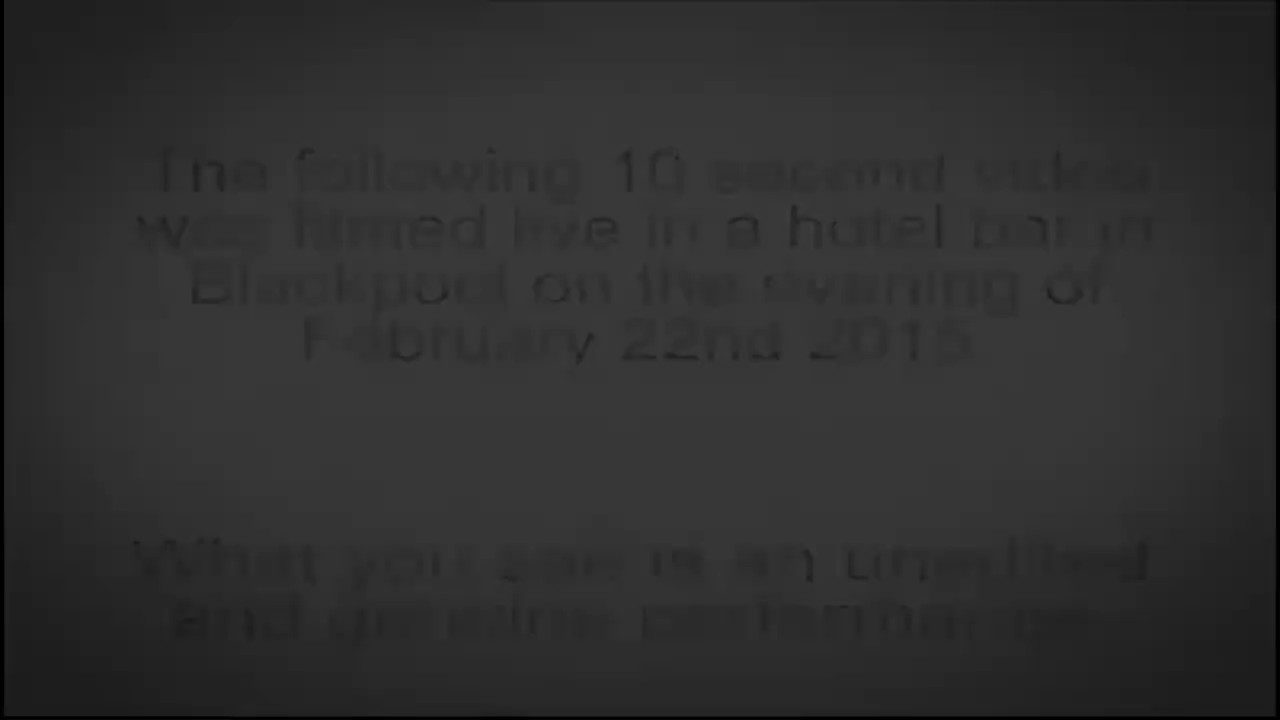 The following 10 second video
was filmed live in a hotel bar in
Blackpool on the evening of
February 22nd 2015
What you see is an unedited
and genuine performance